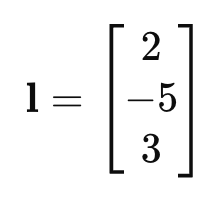 l = [ 2
−5
3 ]